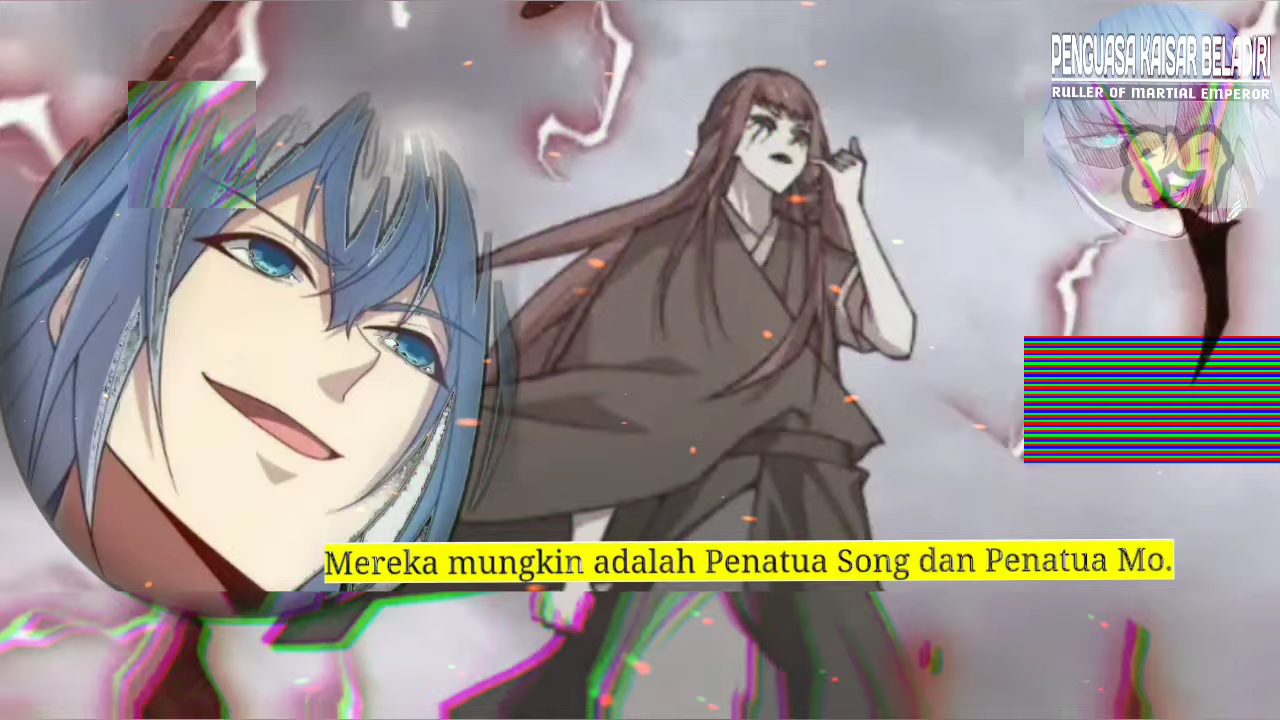 PENGUASA KAISAR BELADIRI
RULLER OF MARTIAL EMPEROR
Mereka mungkin adalah Penatua Song dan Penatua Mo.